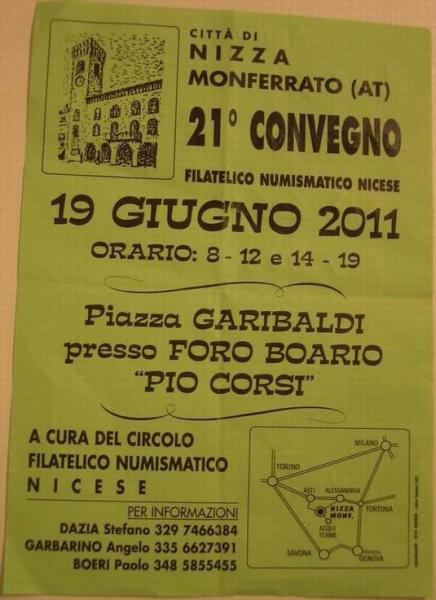 CITTÀ DI
NIZZA
MONFERRATO (AT)
21° CONVEGNO
FILATELICO NUMISMATICO NICESE
19 GIUGNO 2011
ORARIO: 8 - 12 e 14 - 19
Piazza GARIBALDI
presso FORO BOARIO
"PIO CORSI"
A CURA DEL CIRCOLO
FILATELICO NUMISMATICO
NICESE
PER INFORMAZIONI
DAZIA Stefano 329 7466384
GARBARINO Angelo 335 6627391
BOERI Paolo 348 5855455
MILANO
TORINO
ASTI
ALESSANDRIA
NIZZA
MONF.
TORTONA
ACQUI
TERME
SAVONA
GENOVA